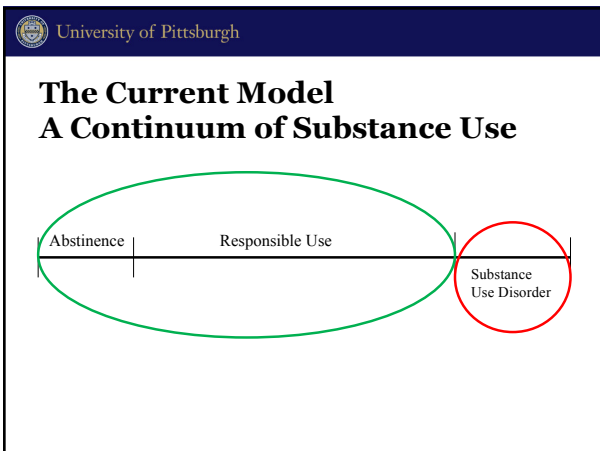 University of Pittsburgh
The Current Model
A Continuum of Substance Use
Abstinence
Responsible Use
Substance
Use Disorder